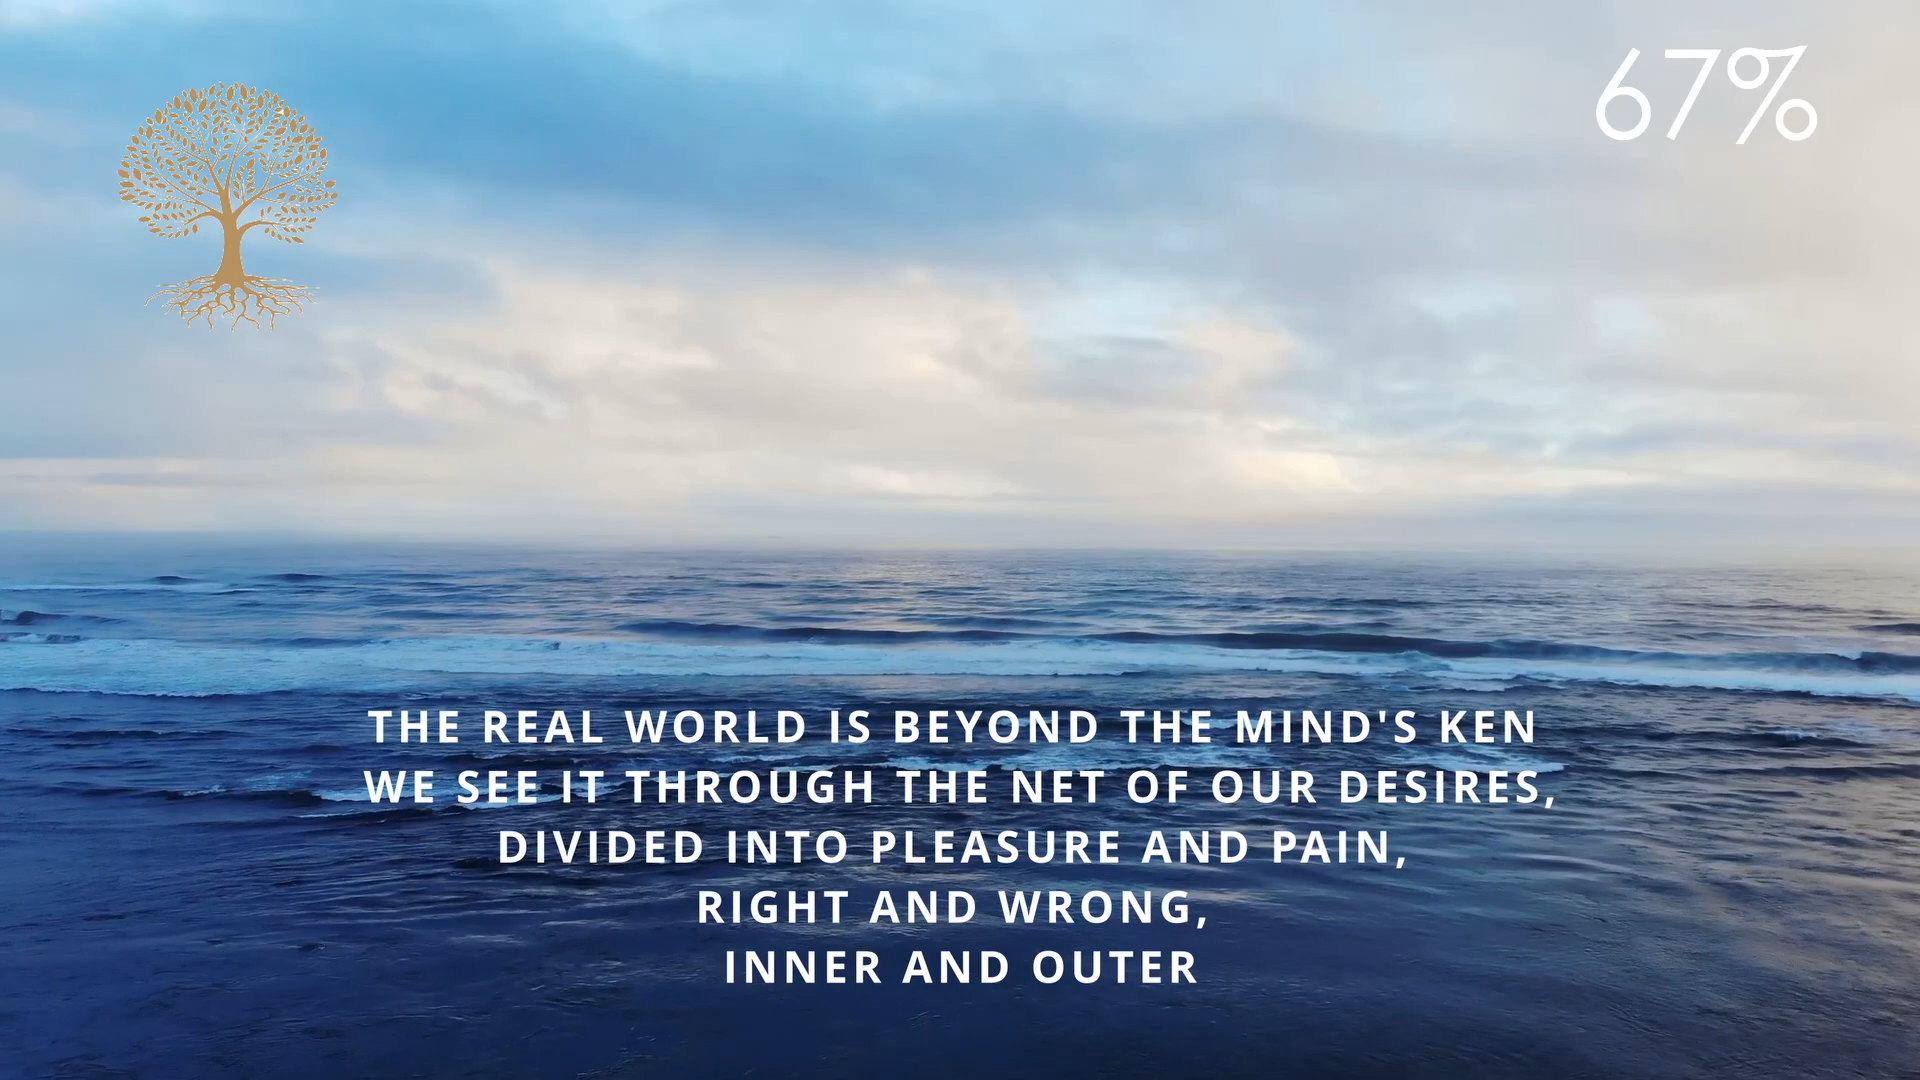 67%
THE REAL WORLD IS BEYOND THE MIND'S KEN
WE SEE IT THROUGH THE NET OF OUR DESIRES,
DIVIDED INTO PLEASURE AND PAIN,
RIGHT AND WRONG,
INNER AND OUTER